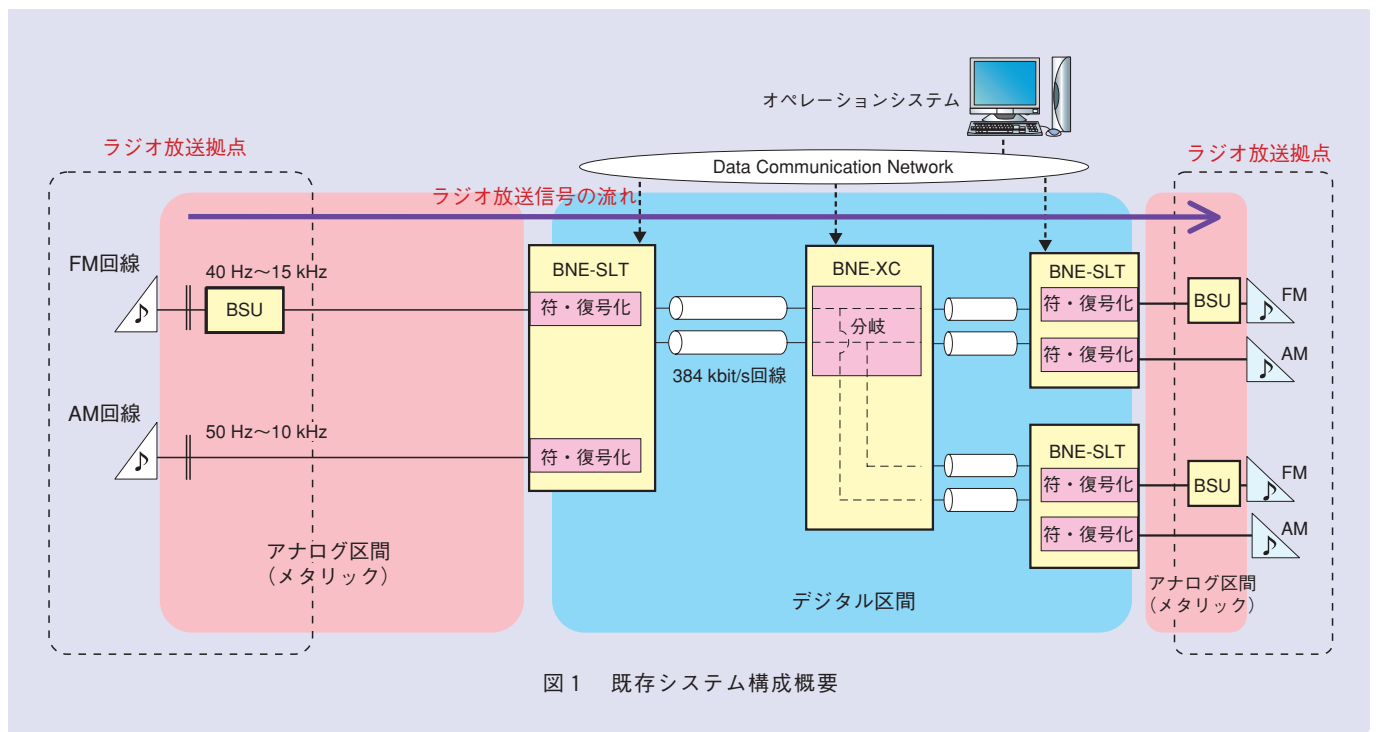 オペレーションシステム
ラジオ放送拠点
Data Communication Network
ラジオ放送拠点
ラジオ放送信号の流れ
FM回線
40 Hz～15 kHz
BSU
BNE-SLT
符・復号化
BNE-XC
分岐
384 kbit/s回線
BNE-SLT
符・復号化
BSU
FM
符・復号化
AM
AM回線
50 Hz～10 kHz
符・復号化
BNE-SLT
符・復号化
BSU
FM
符・復号化
AM
アナログ区間
（メタリック）
デジタル区間
アナログ区間
（メタリック）
図1 既存システム構成概要